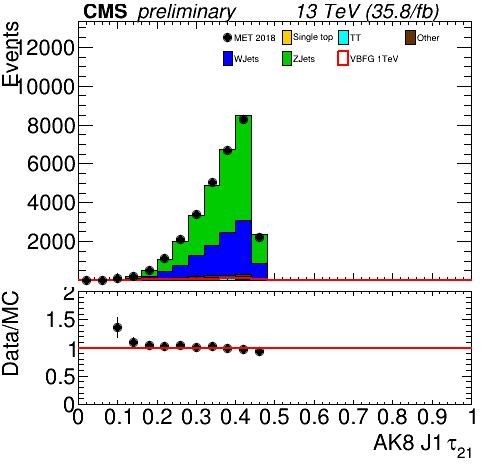 CMS preliminary 13 TeV (35.8/fb)
Events
MET 2018 Single top TT Other
WJets ZJets VBFG 1TeV
12000
10000
8000
6000
4000
2000
Data/MC
2
1.5
1
0.5
0
0 0.1 0.2 0.3 0.4 0.5 0.6 0.7 0.8 0.9 1
AK8 J1 τ21